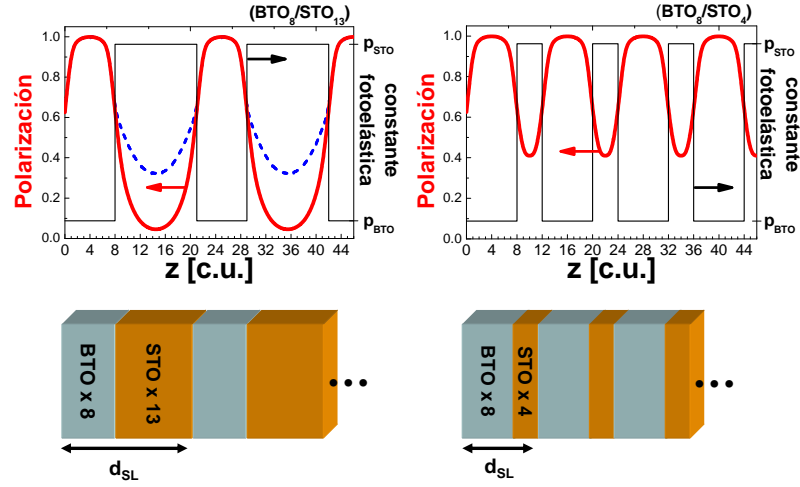 (BTO8/STO13)
1.0
0.8
0.6
0.4
0.2
0.0
Polarización
pSTO
pBTO
constante
fotoelástica
0 4 8 12 16 20 24 28 32 36 40 44
z [c.u.]
(BTO8/STO4)
1.0
0.8
0.6
0.4
0.2
0.0
Polarización
pSTO
pBTO
constante
fotoelástica
0 4 8 12 16 20 24 28 32 36 40 44
z [c.u.]
BTO x 8
STO x 13
dSL
BTO x 8
STO x 4
dSL